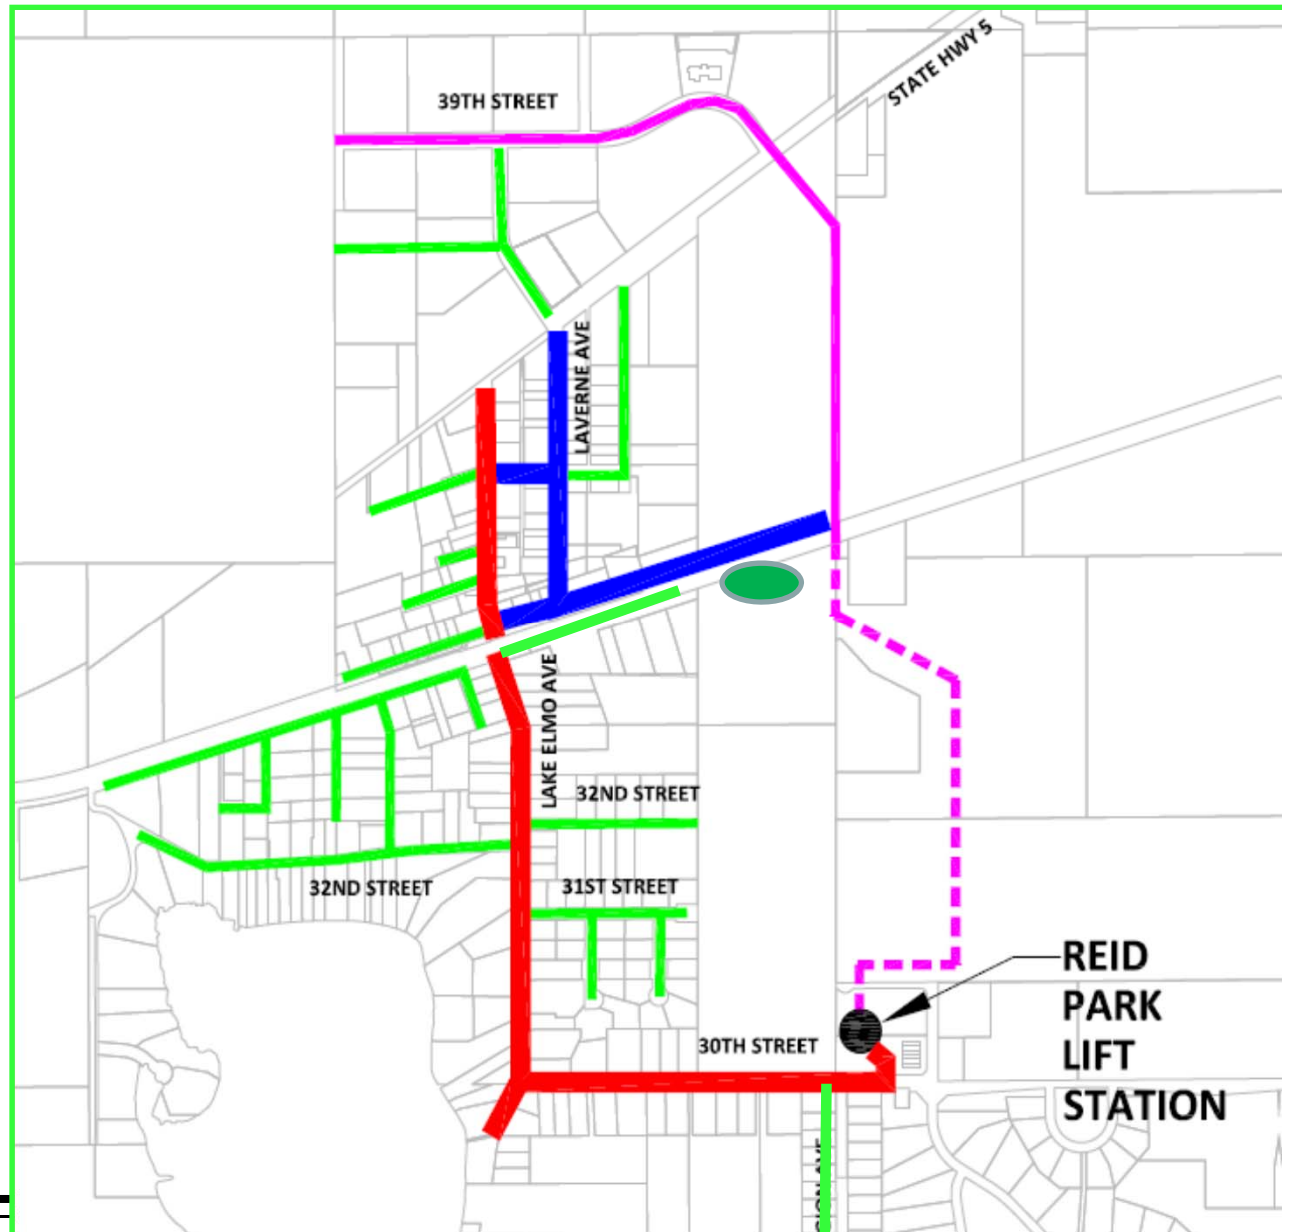 STATE HWY 5
39TH STREET
LAVERNE AVE
LAKE ELMO AVE
32ND STREET
32ND STREET
31ST STREET
30TH STREET
REID
PARK
LIFT
STATION
AVE